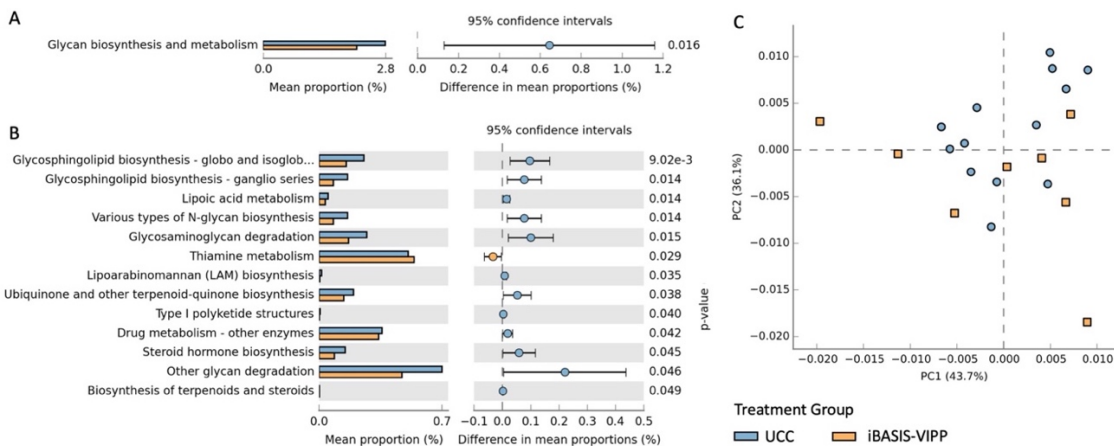 A
95% confidence intervals
Glycan biosynthesis and metabolism
0.016
0.0 2.8
0.0 0.2 0.4 0.6 0.8 1.0 1.2
Mean proportion (%)
Difference in mean proportions (%)
B
95% confidence intervals
Glycosphingolipid biosynthesis - globo and isoglob...
9.02e-3
Glycosphingolipid biosynthesis - ganglio series
0.014
Lipoic acid metabolism
0.014
Various types of N-glycan biosynthesis
0.014
Glycosaminoglycan degradation
0.015
Thiamine metabolism
0.029
Lipoarabinomannan (LAM) biosynthesis
0.035
Ubiquinone and other terpenoid-quinone biosynthesis
0.038
Type I polyketide structures
0.040
Drug metabolism - other enzymes
0.042
Steroid hormone biosynthesis
0.045
Other glycan degradation
0.046
Biosynthesis of terpenoids and steroids
0.049
p-value
0.0 0.7
−0.1 0.0 0.1 0.2 0.3 0.4 0.5
Mean proportion (%)
Difference in mean proportions (%)
C
0.010
0.005
0.000
−0.005
−0.010
−0.015
−0.020
PC2 (36.1%)
−0.020 −0.015 −0.010 −0.005 0.000 0.005 0.010
PC1 (43.7%)
Treatment Group
UCC
iBASIS-VIPP